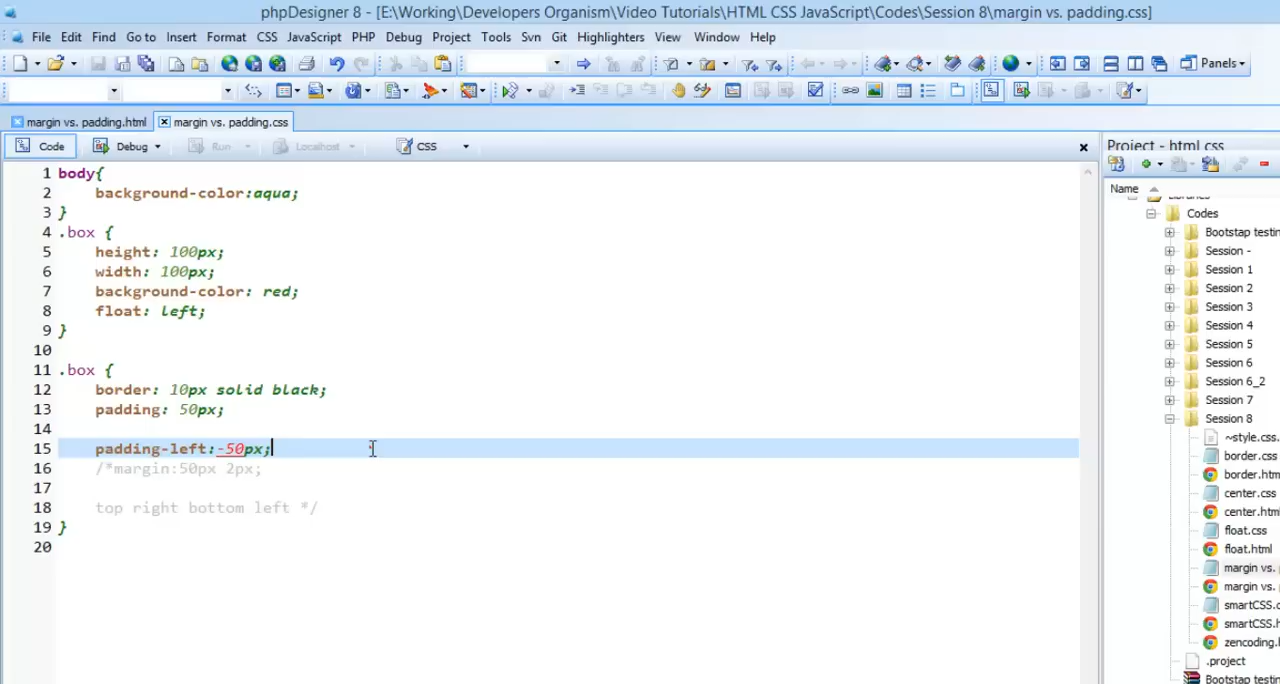 phpDesigner 8 - [E:\Working\Developers Organism\Video Tutorials\HTML CSS JavaScript\Codes\Session 8\margin vs. padding.css]
File Edit Find Go to Insert Format CSS JavaScript PHP Debug Project Tools Svn Git Highlighters View Window Help
Panels
margin vs. padding.html margin vs. padding.css
Code Debug Run Localhost CSS
Project - html css
Name
1 body{
2 background-color:aqua;
3 }
4 .box {
5 height: 100px;
6 width: 100px;
7 background-color: red;
8 float: left;
9 }
10
11 .box {
12 border: 10px solid black;
13 padding: 50px;
14
15 padding-left:-50px;
16 /*margin:50px 2px;
17
18 top right bottom left */
19 }
20
Libraries
Codes
Bootstap testin
Session -
Session 1
Session 2
Session 3
Session 4
Session 5
Session 6
Session 6_2
Session 7
Session 8
~style.css.
border.css
border.htm
center.css
center.html
float.css
float.html
margin vs.
margin vs.
smartCSS.c
smartCSS.h
zencoding.h
.project
Bootstap testin